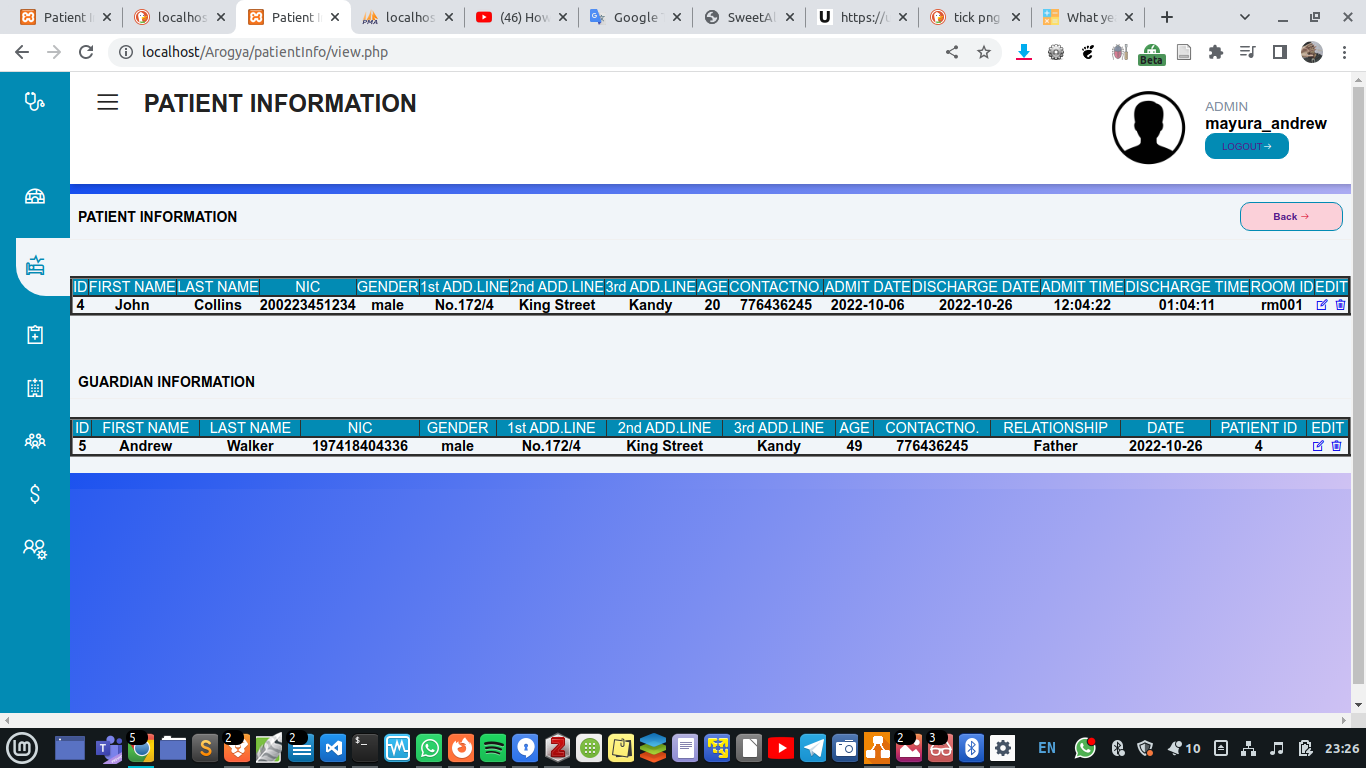 Patient I
localhos
Patient I
localhos
(46) How
Google T
SweetAl
https://u
tick png
What ye
localhost/Arogya/patientInfo/view.php
Beta
PATIENT INFORMATION
ADMIN
mayura_andrew
LOGOUT→
PATIENT INFORMATION
Back →
ID FIRST NAME LAST NAME NIC GENDER 1st ADD.LINE 2nd ADD.LINE 3rd ADD.LINE AGE CONTACTNO. ADMIT DATE DISCHARGE DATE ADMIT TIME DISCHARGE TIME ROOM ID EDIT
4 John Collins 200223451234 male No.172/4 King Street Kandy 20 776436245 2022-10-06 2022-10-26 12:04:22 01:04:11 rm001
GUARDIAN INFORMATION
ID FIRST NAME LAST NAME NIC GENDER 1st ADD.LINE 2nd ADD.LINE 3rd ADD.LINE AGE CONTACTNO. RELATIONSHIP DATE PATIENT ID EDIT
5 Andrew Walker 197418404336 male No.172/4 King Street Kandy 49 776436245 Father 2022-10-26 4
5 2 2 2 3 EN 10 23:26